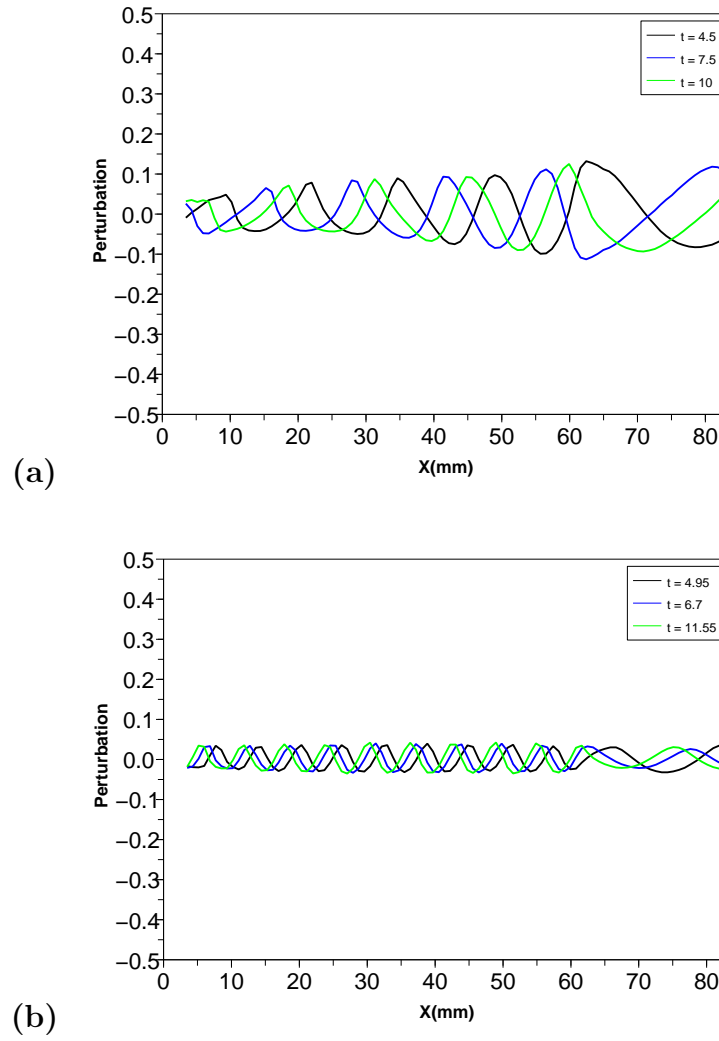 0.5
0.4
0.3
0.2
0.1
0.0
−0.1
−0.2
−0.3
−0.4
−0.5
Perturbation
t = 4.5
t = 7.5
t = 10
0 10 20 30 40 50 60 70 80
X(mm)
(a)
0.5
0.4
0.3
0.2
0.1
0.0
−0.1
−0.2
−0.3
−0.4
−0.5
Perturbation
t = 4.95
t = 6.7
t = 11.55
0 10 20 30 40 50 60 70 80
X(mm)
(b)